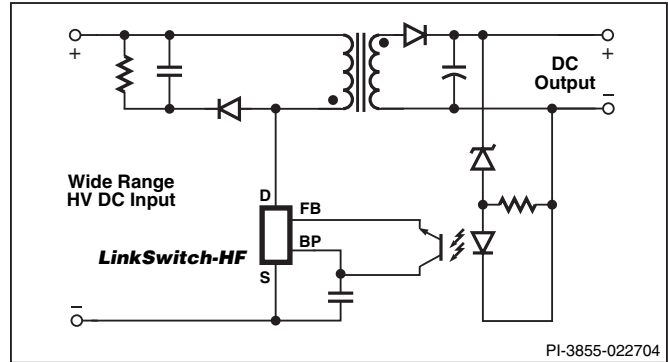 +
+
DC
Output
−
Wide Range
HV DC Input
D
FB
BP
LinkSwitch-HF
S
−
PI-3855-022704